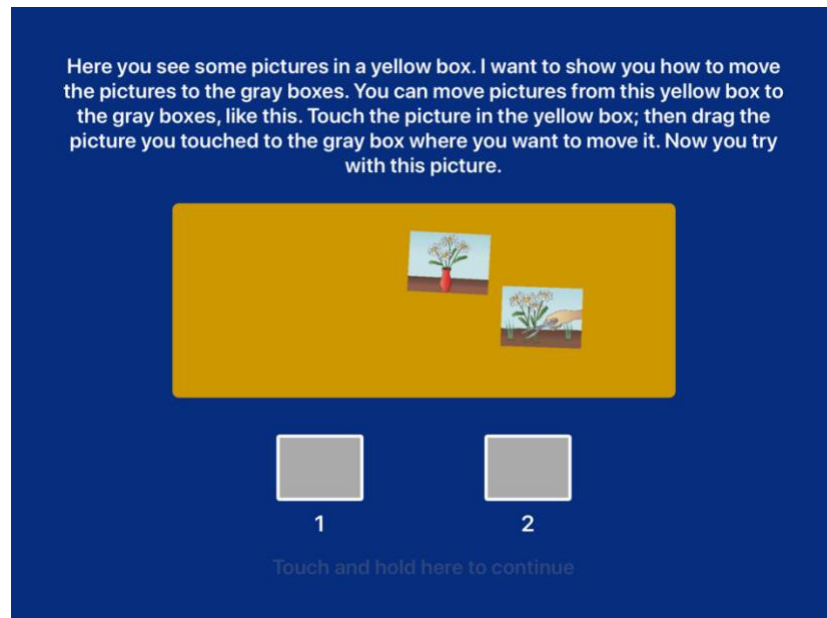 Here you see some pictures in a yellow box. I want to show you how to move
the pictures to the gray boxes. You can move pictures from this yellow box to
the gray boxes, like this. Touch the picture in the yellow box; then drag the
picture you touched to the gray box where you want to move it. Now you try
with this picture.
1
2
Touch and hold here to continue